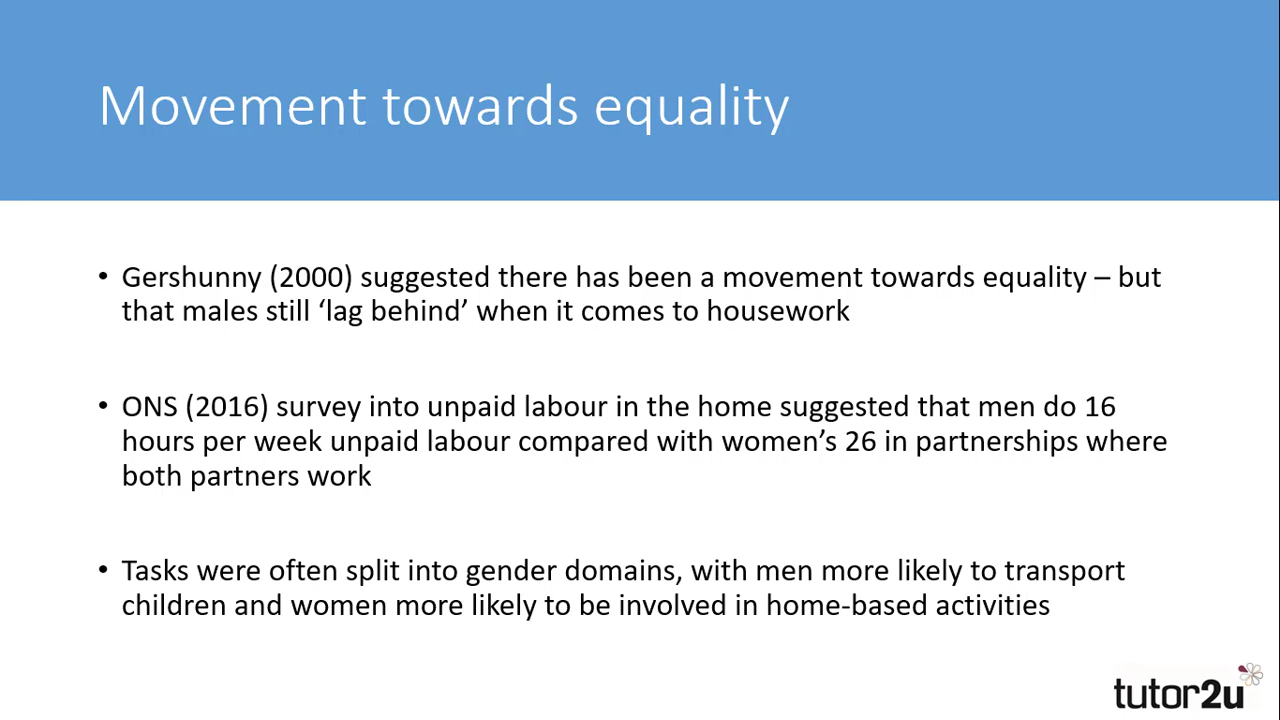 Movement towards equality
• Gershunny (2000) suggested there has been a movement towards equality – but
that males still ‘lag behind’ when it comes to housework
• ONS (2016) survey into unpaid labour in the home suggested that men do 16
hours per week unpaid labour compared with women’s 26 in partnerships where
both partners work
• Tasks were often split into gender domains, with men more likely to transport
children and women more likely to be involved in home-based activities
tutor2u